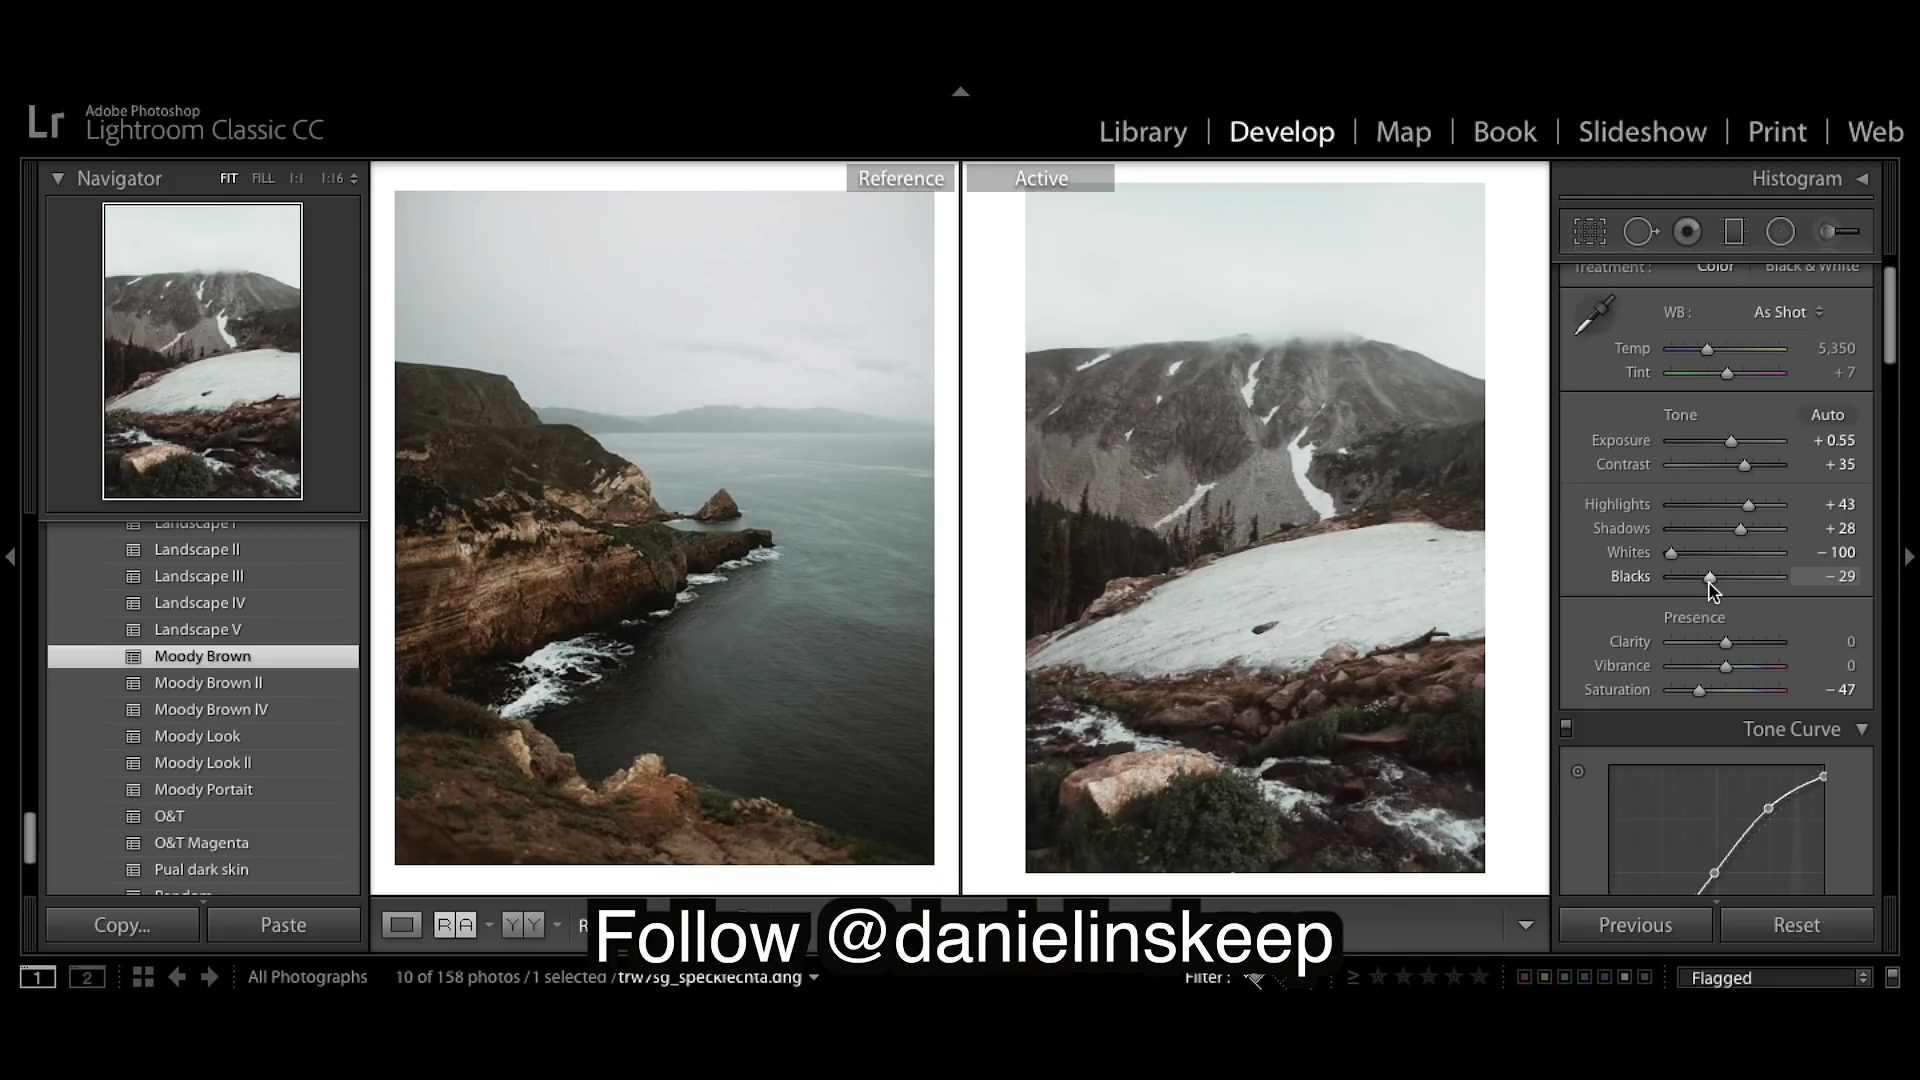 Lr Adobe Photoshop
Lightroom Classic CC
Library | Develop | Map | Book | Slideshow | Print | Web
Navigator FIT FILL 1:1 1:16
Landscape I
Landscape II
Landscape III
Landscape IV
Landscape V
Moody Brown
Moody Brown II
Moody Brown IV
Moody Look
Moody Look II
Moody Portait
O&T
O&T Magenta
Pual dark skin
Random
Copy... Paste
Reference
Active
Histogram
Treatment : Color Black & White
WB : As Shot
Temp 5,350
Tint + 7
Tone Auto
Exposure + 0.55
Contrast + 35
Highlights + 43
Shadows + 28
Whites − 100
Blacks − 29
Presence
Clarity 0
Vibrance 0
Saturation − 47
Tone Curve
Previous Reset
R A Y Y R
Follow @danielinskeep
1 2 All Photographs 10 of 158 photos / 1 selected / Filter : ≥ Flagged